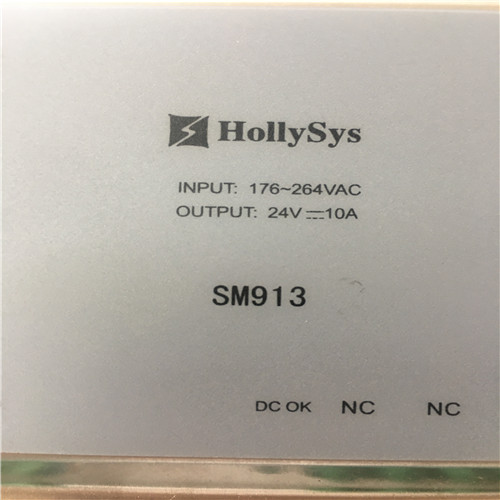 HollySys
INPUT: 176~264VAC
OUTPUT: 24V⎓10A
SM913
DC OK NC NC